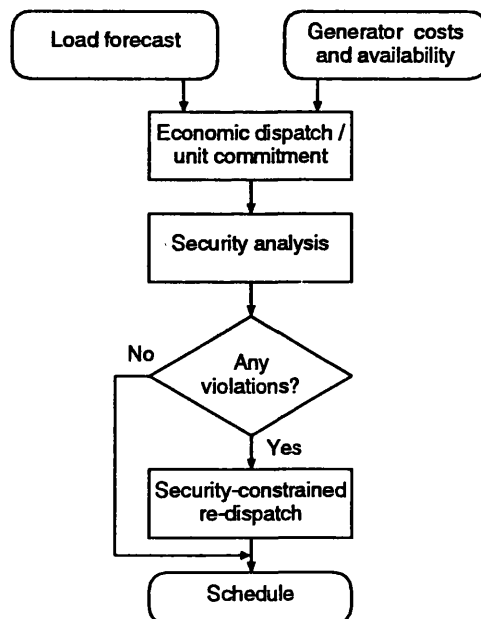 Load forecast
Generator costs
and availability
Economic dispatch /
unit commitment
Security analysis
No
Any
violations?
Yes
Security-constrained
re-dispatch
Schedule